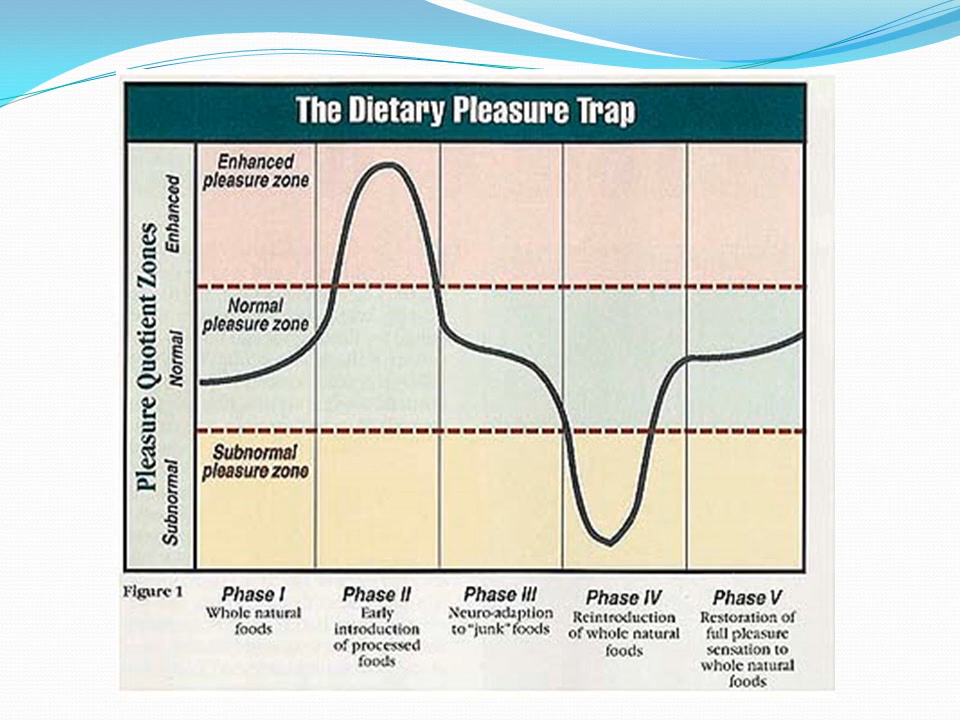 The Dietary Pleasure Trap
Pleasure Quotient Zones
Enhanced
Normal
Subnormal
Enhanced
pleasure zone
Normal
pleasure zone
Subnormal
pleasure zone
Figure 1
Phase I
Whole natural
foods
Phase II
Early
introduction
of processed
foods
Phase III
Neuro-adaption
to "junk" foods
Phase IV
Reintroduction
of whole natural
foods
Phase V
Restoration of
full pleasure
sensation to
whole natural
foods